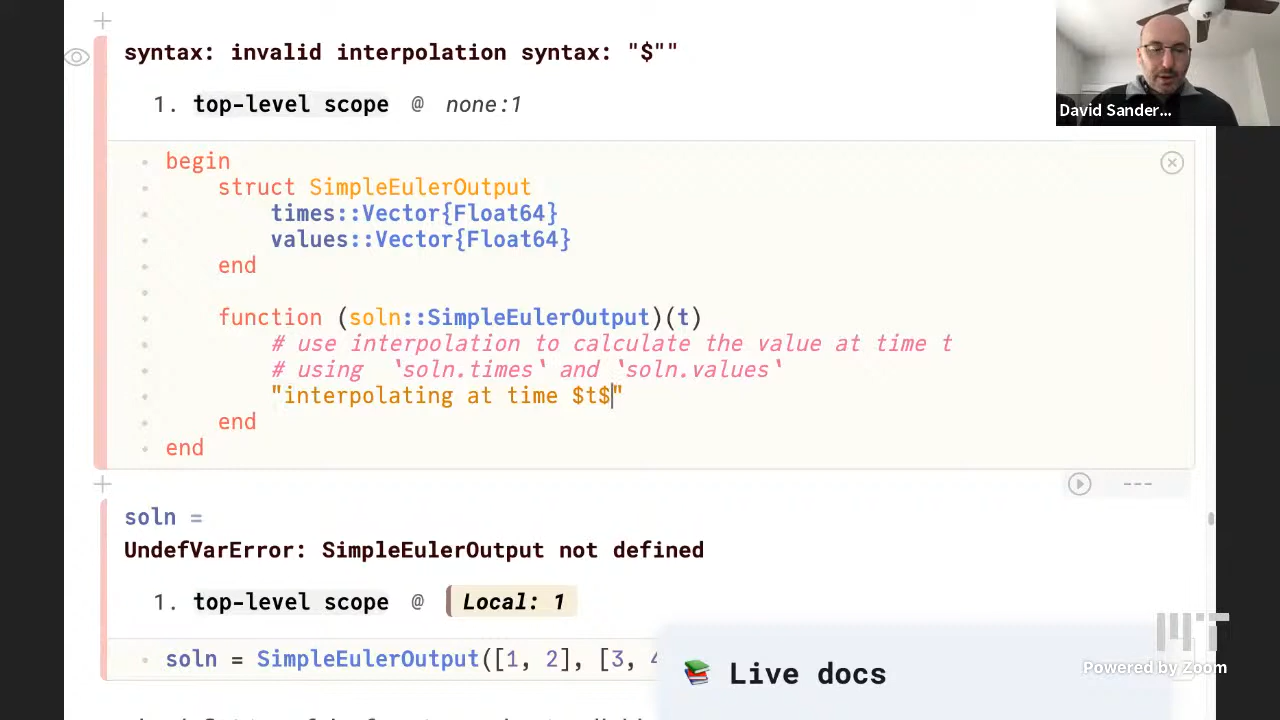 syntax: invalid interpolation syntax: "$""
1. top-level scope @ none:1
David Sander...
begin
struct SimpleEulerOutput
times::Vector{Float64}
values::Vector{Float64}
end
function (soln::SimpleEulerOutput)(t)
# use interpolation to calculate the value at time t
# using `soln.times` and `soln.values`
"interpolating at time $t$"
end
end
---
soln =
UndefVarError: SimpleEulerOutput not defined
1. top-level scope @ Local: 1
soln = SimpleEulerOutput([1, 2], [3,
Live docs
Powered by Zoom